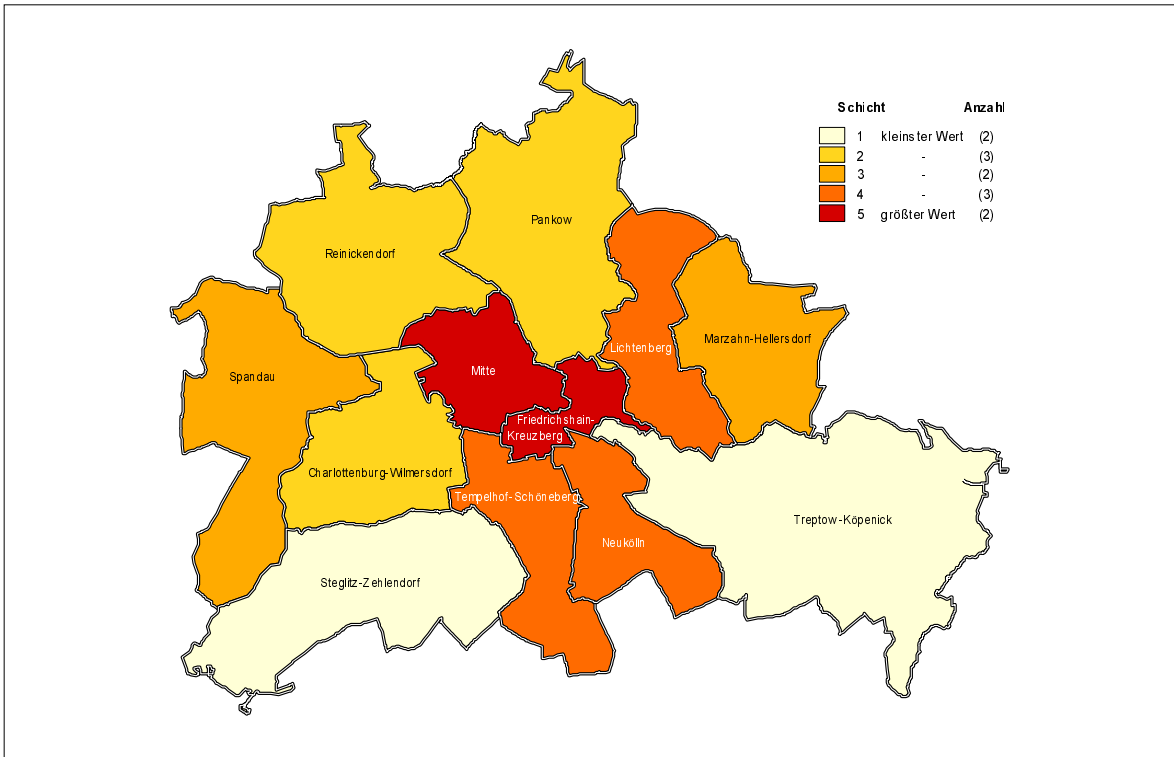 Schicht Anzahl
1 kleinster Wert (2)
2 - (3)
3 - (2)
4 - (3)
5 größter Wert (2)
Pankow
Reinickendorf
Lichtenberg
Marzahn-Hellersdorf
Mitte
Spandau
Friedrichshain-
Kreuzberg
Charlottenburg-Wilmersdorf
Tempelhof-Schöneberg
Treptow-Köpenick
Neukölln
Steglitz-Zehlendorf